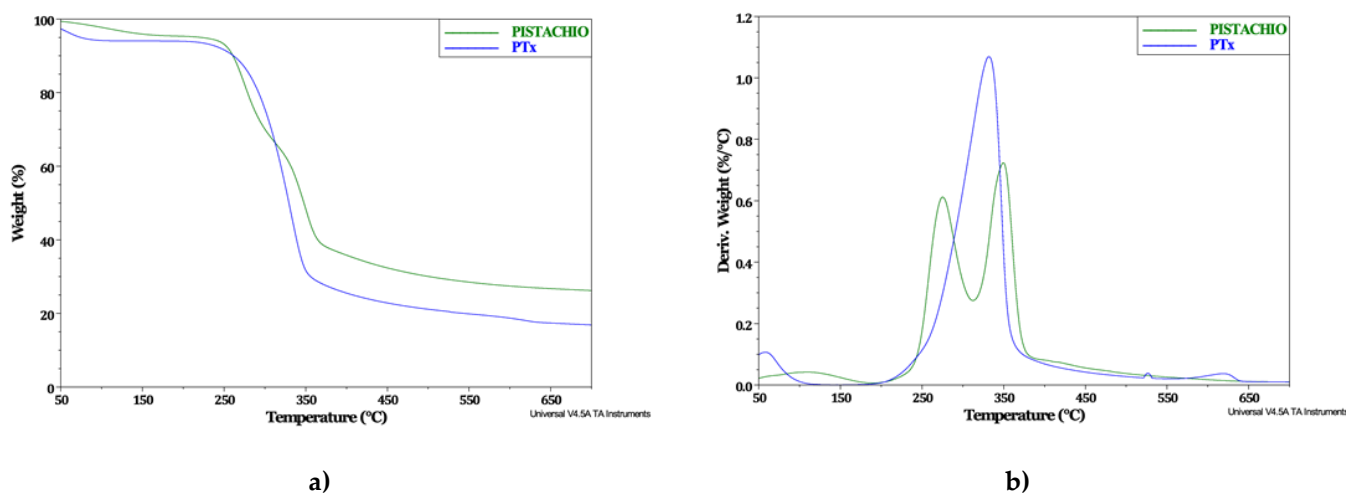 100
80
60
40
20
0
Weight (%)
PISTACHIO
PTx
50
150
250
350
450
550
650
Temperature (°C)
Universal V4.5A TA Instruments
a)
1.2
1.0
0.8
0.6
0.4
0.2
0.0
Deriv. Weight (%/°C)
PISTACHIO
PTx
50
150
250
350
450
550
650
Temperature (°C)
Universal V4.5A TA Instruments
b)